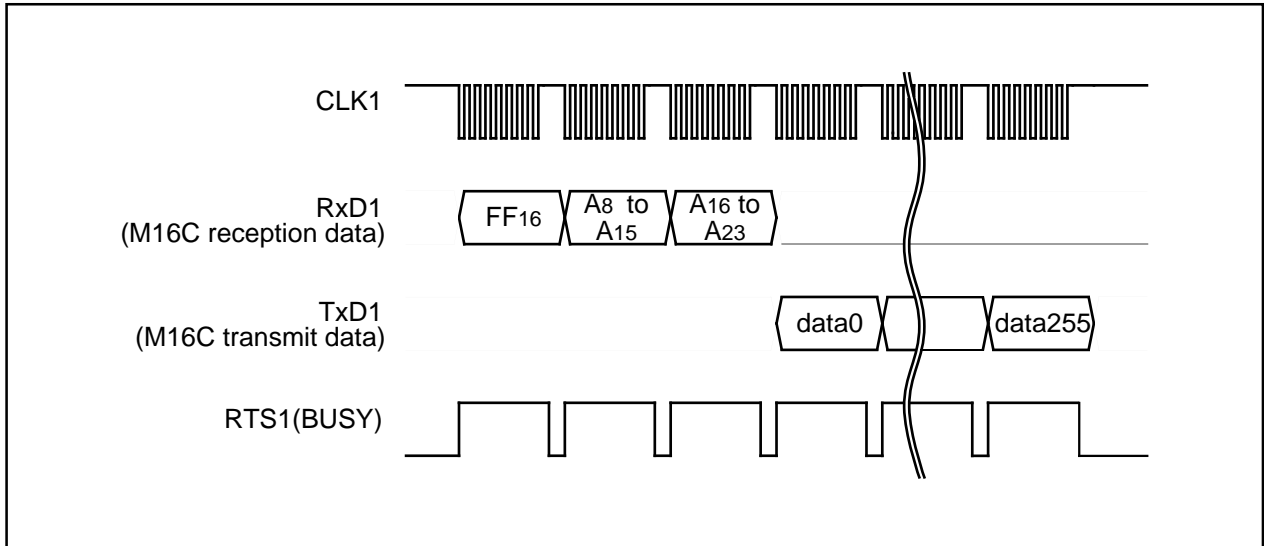 CLK1
RxD1
(M16C reception data)
FF16
A8 to
A15
A16 to
A23
TxD1
(M16C transmit data)
data0
data255
RTS1(BUSY)